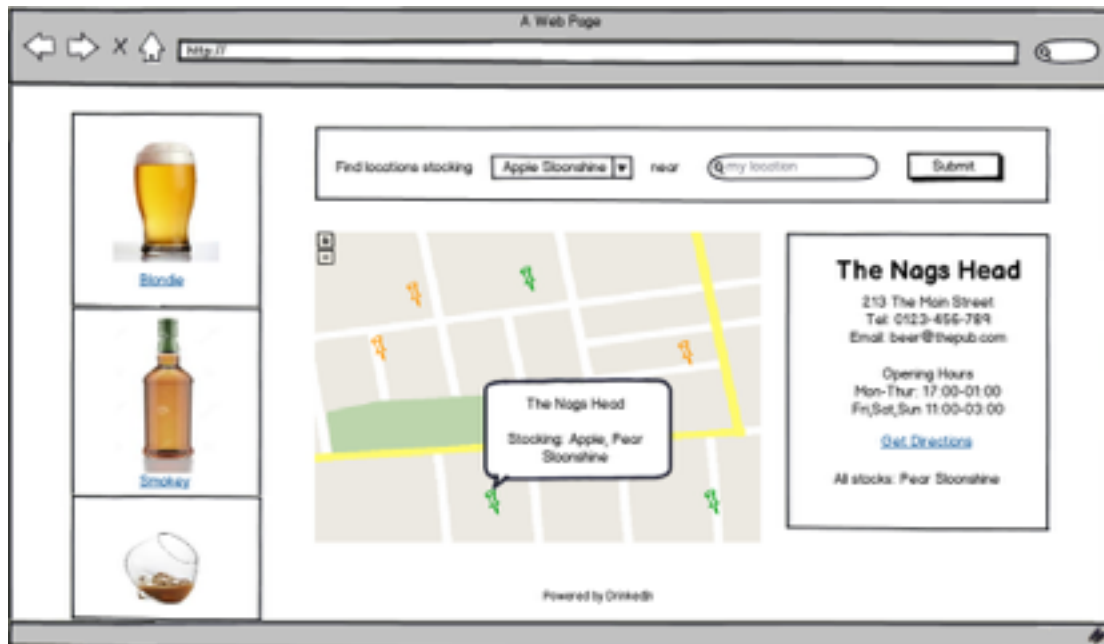 A Web Page
http://
Find locations stocking Apple Sloonshine near my location Submit
Blondie
Smokey
The Nags Head
Stocking: Apple, Pear
Sloonshine
The Nags Head
213 The Main Street
Tel: 0123-456-789
Email: beer@thepub.com
Opening Hours
Mon-Thur: 17:00-01:00
Fri,Sat,Sun 11:00-03:00
Get Directions
All stocks: Pear Sloonshine
Powered by DrinkedIn